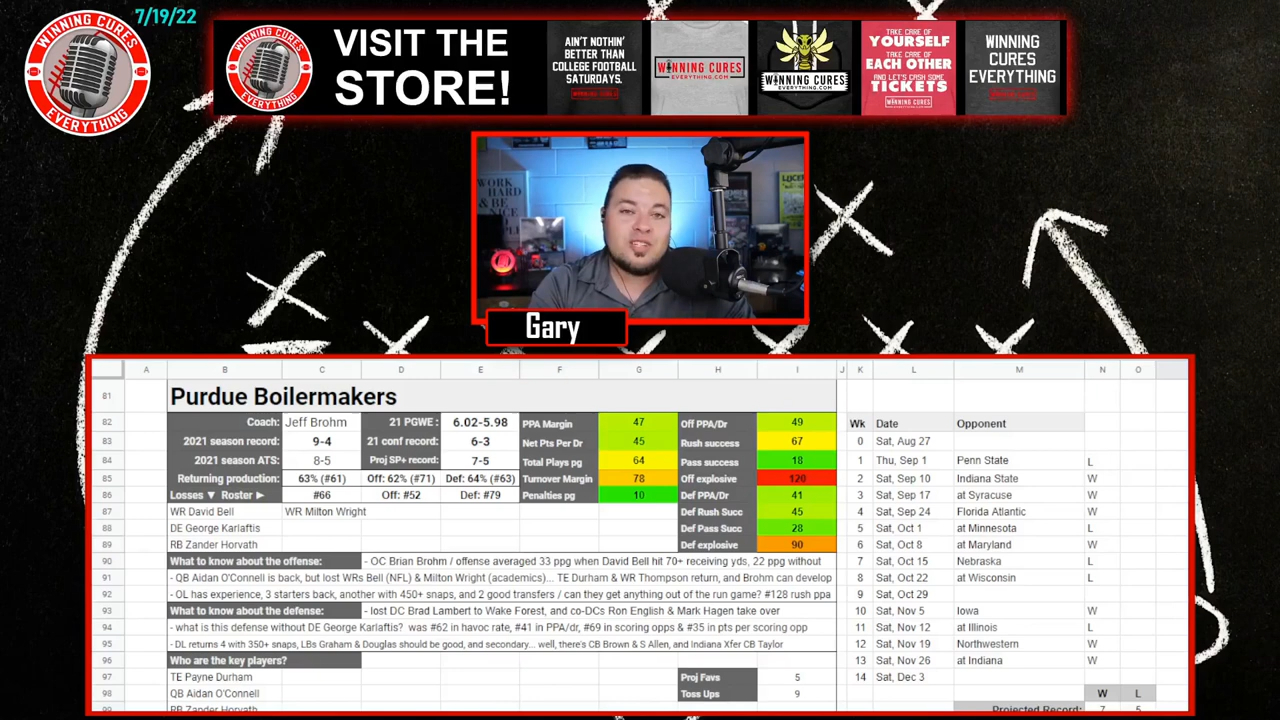 7/19/22
WINNING CURES
EVERYTHING
WINNING CURES
EVERYTHING
VISIT THE
STORE!
AIN'T NOTHIN'
BETTER THAN
COLLEGE FOOTBALL
SATURDAYS.
WINNING CURES
EVERYTHING.COM
WINNING CURES
EVERYTHING.COM
TAKE CARE OF
YOURSELF
TAKE CARE OF
EACH OTHER
AND LET'S CASH SOME
TICKETS
WINNING CURES
WINNING
CURES
EVERYTHING
WORK
HARD
& BE
NICE
Gary
A B C D E F G H I J K L M N O
81 Purdue Boilermakers
82 Coach: Jeff Brohm 21 PGWE: 6.02-5.98 PPA Margin 47 Off PPA/Dr 49 Wk Date Opponent
83 2021 season record: 9-4 21 conf record: 6-3 Net Pts Per Dr 45 Rush success 67 0 Sat, Aug 27
84 2021 season ATS: 8-5 Proj SP+ record: 7-5 Total Plays pg 64 Pass success 18 1 Thu, Sep 1 Penn State L
85 Returning production: 63% (#61) Off: 62% (#71) Def: 64% (#63) Turnover Margin 78 Off explosive 120 2 Sat, Sep 10 Indiana State W
86 Losses ▼ Roster ► #66 Off: #52 Def: #79 Penalties pg 10 Def PPA/Dr 41 3 Sat, Sep 17 at Syracuse W
87 WR David Bell WR Milton Wright Def Rush Succ 45 4 Sat, Sep 24 Florida Atlantic W
88 DE George Karlaftis Def Pass Succ 28 5 Sat, Oct 1 at Minnesota L
89 RB Zander Horvath Def explosive 90 6 Sat, Oct 8 at Maryland W
90 What to know about the offense: - OC Brian Brohm / offense averaged 33 ppg when David Bell hit 70+ receiving yds, 22 ppg without 7 Sat, Oct 15 Nebraska L
91 - QB Aidan O'Connell is back, but lost WRs Bell (NFL) & Milton Wright (academics)... TE Durham & WR Thompson return, and Brohm can develop 8 Sat, Oct 22 at Wisconsin L
92 - OL has experience, 3 starters back, another with 450+ snaps, and 2 good transfers / can they get anything out of the run game? #128 rush ppa 9 Sat, Oct 29
93 What to know about the defense: - lost DC Brad Lambert to Wake Forest, and co-DCs Ron English & Mark Hagen take over 10 Sat, Nov 5 Iowa W
94 - what is this defense without DE George Karlaftis? was #62 in havoc rate, #41 in PPA/dr, #69 in scoring opps & #35 in pts per scoring opp 11 Sat, Nov 12 at Illinois L
95 - DL returns 4 with 350+ snaps, LBs Graham & Douglas should be good, and secondary... well, there's CB Brown & S Allen, and Indiana Xfer CB Taylor 12 Sat, Nov 19 Northwestern W
96 Who are the key players? 13 Sat, Nov 26 at Indiana W
97 TE Payne Durham Proj Favs 5 14 Sat, Dec 3
98 QB Aidan O'Connell Toss Ups 9 W L
99 RB Zander Horvath Projected Record: 7 5